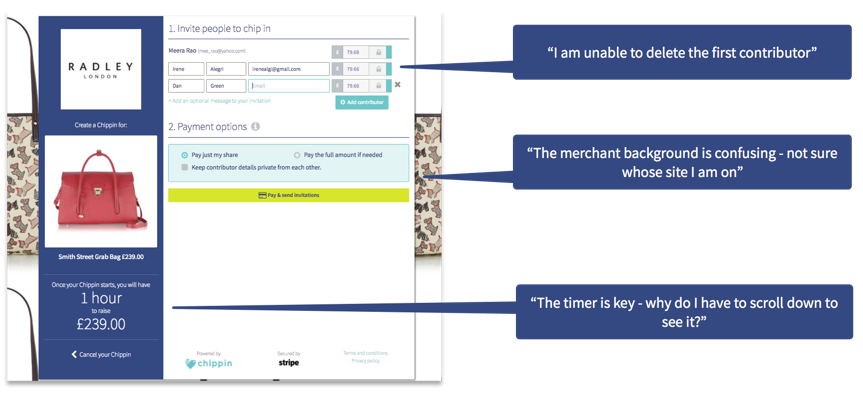 RADLEY
LONDON
Create a Chippin for:
Smith Street Grab Bag £239.00
Once your Chippin starts, you will have
1 hour
to raise
£239.00
Cancel your Chippin
1. Invite people to chip in
Meera Rao (mee_rao@yahoo.com) £ 79.68
Irene Alegri Irenealgi@gmail.com £ 79.66
Dan Green Email £ 79.66
+ Add an optional message to your invitation Add contributor
2. Payment options
Pay just my share Pay the full amount if needed
Keep contributor details private from each other.
Pay & send invitations
Powered by
chippin
Secured by
stripe
Terms and conditions
Privacy policy
“I am unable to delete the first contributor”
“The merchant background is confusing - not sure
whose site I am on”
“The timer is key - why do I have to scroll down to
see it?”